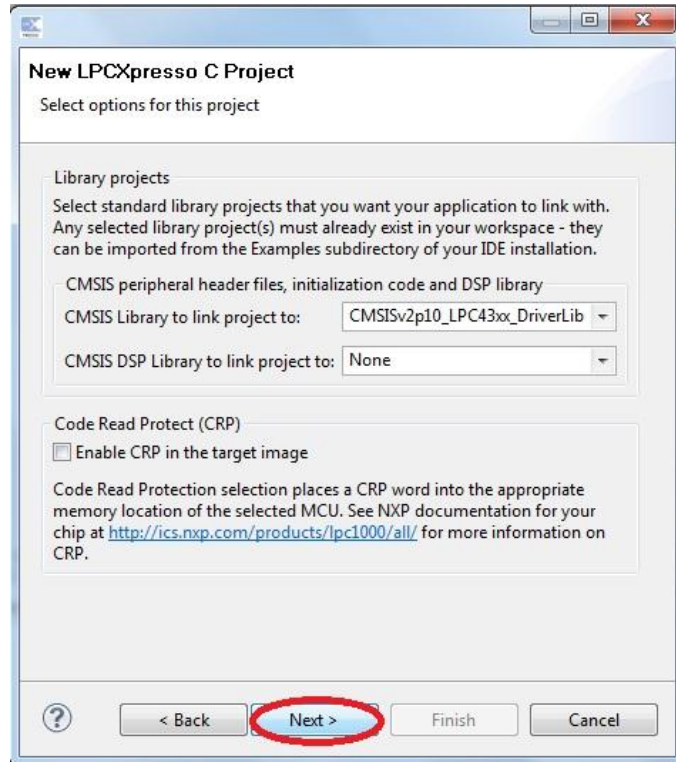 New LPCXpresso C Project
Select options for this project
Library projects
Select standard library projects that you want your application to link with.
Any selected library project(s) must already exist in your workspace - they
can be imported from the Examples subdirectory of your IDE installation.
CMSIS peripheral header files, initialization code and DSP library
CMSIS Library to link project to: CMSISv2p10_LPC43xx_DriverLib
CMSIS DSP Library to link project to: None
Code Read Protect (CRP)
Enable CRP in the target image
Code Read Protection selection places a CRP word into the appropriate
memory location of the selected MCU. See NXP documentation for your
chip at http://ics.nxp.com/products/lpc1000/all/ for more information on
CRP.
? < Back Next > Finish Cancel